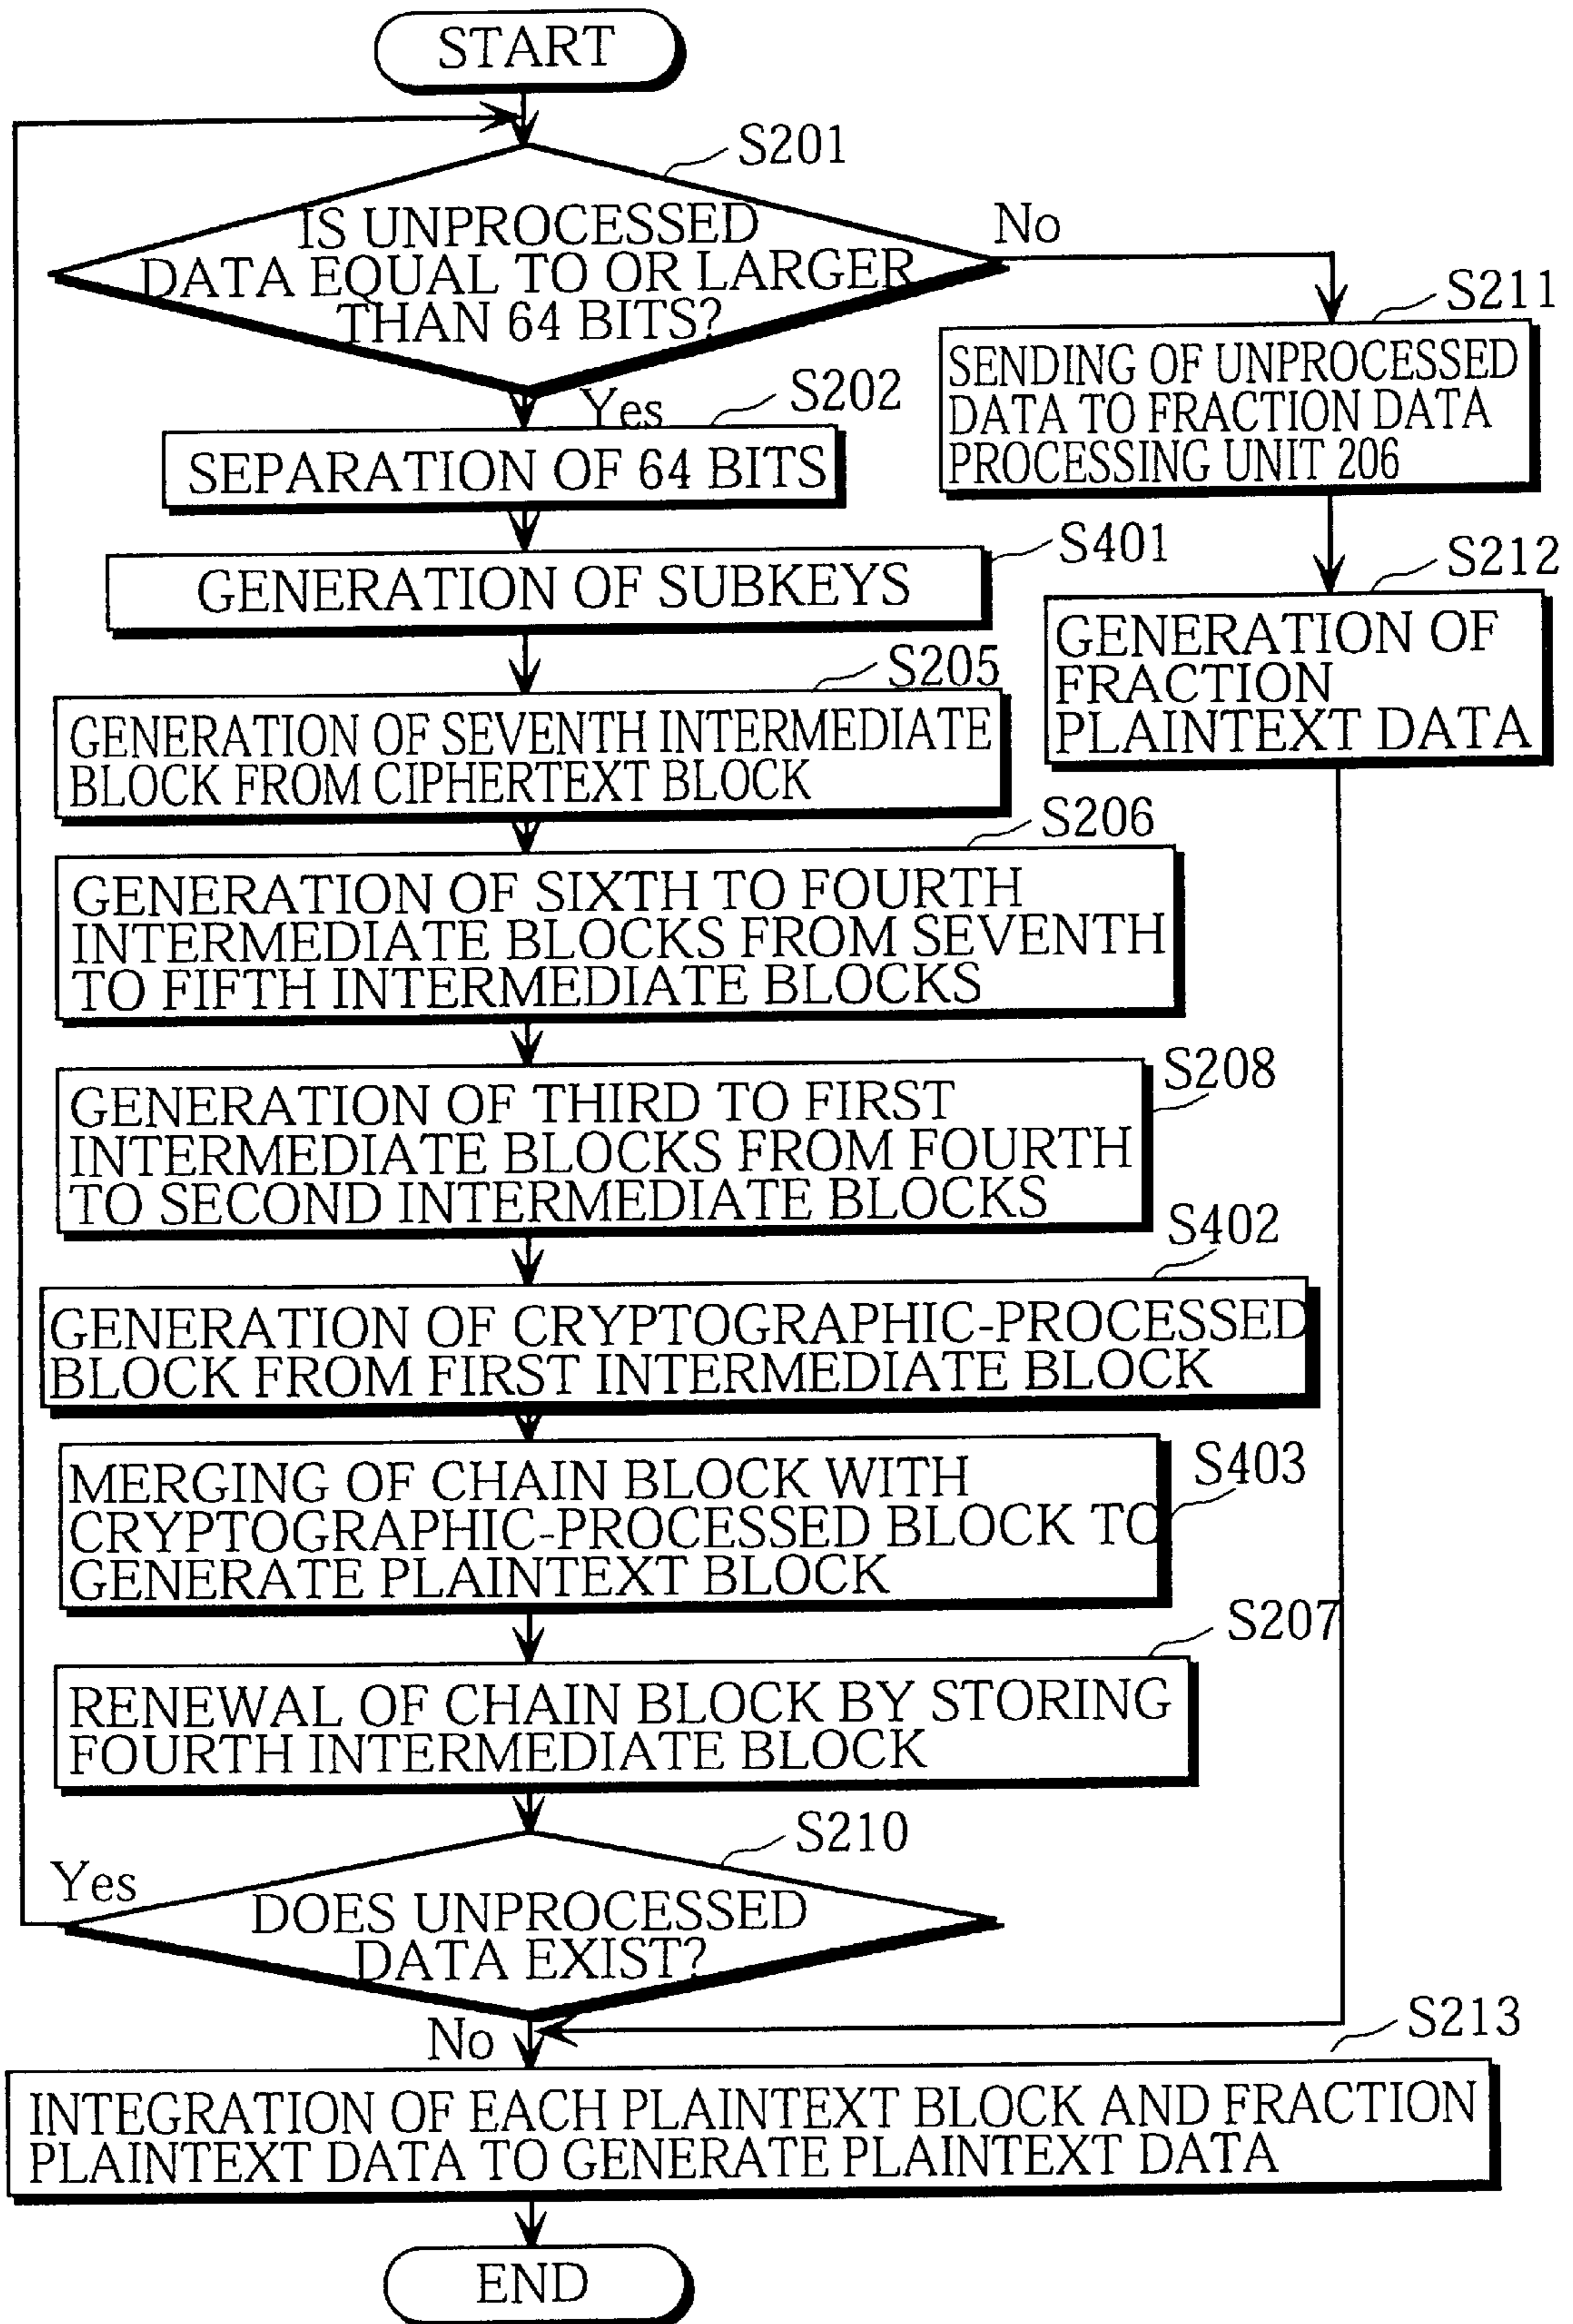 START
S201
IS UNPROCESSED
DATA EQUAL TO OR LARGER
THAN 64 BITS?
No
Yes
S211
SENDING OF UNPROCESSED
DATA TO FRACTION DATA
PROCESSING UNIT 206
S202
SEPARATION OF 64 BITS
S401
GENERATION OF SUBKEYS
S212
GENERATION OF
FRACTION
PLAINTEXT DATA
S205
GENERATION OF SEVENTH INTERMEDIATE
BLOCK FROM CIPHERTEXT BLOCK
S206
GENERATION OF SIXTH TO FOURTH
INTERMEDIATE BLOCKS FROM SEVENTH
TO FIFTH INTERMEDIATE BLOCKS
S208
GENERATION OF THIRD TO FIRST
INTERMEDIATE BLOCKS FROM FOURTH
TO SECOND INTERMEDIATE BLOCKS
S402
GENERATION OF CRYPTOGRAPHIC-PROCESSED
BLOCK FROM FIRST INTERMEDIATE BLOCK
S403
MERGING OF CHAIN BLOCK WITH
CRYPTOGRAPHIC-PROCESSED BLOCK TO
GENERATE PLAINTEXT BLOCK
S207
RENEWAL OF CHAIN BLOCK BY STORING
FOURTH INTERMEDIATE BLOCK
S210
Yes
DOES UNPROCESSED
DATA EXIST?
No
S213
INTEGRATION OF EACH PLAINTEXT BLOCK AND FRACTION
PLAINTEXT DATA TO GENERATE PLAINTEXT DATA
END